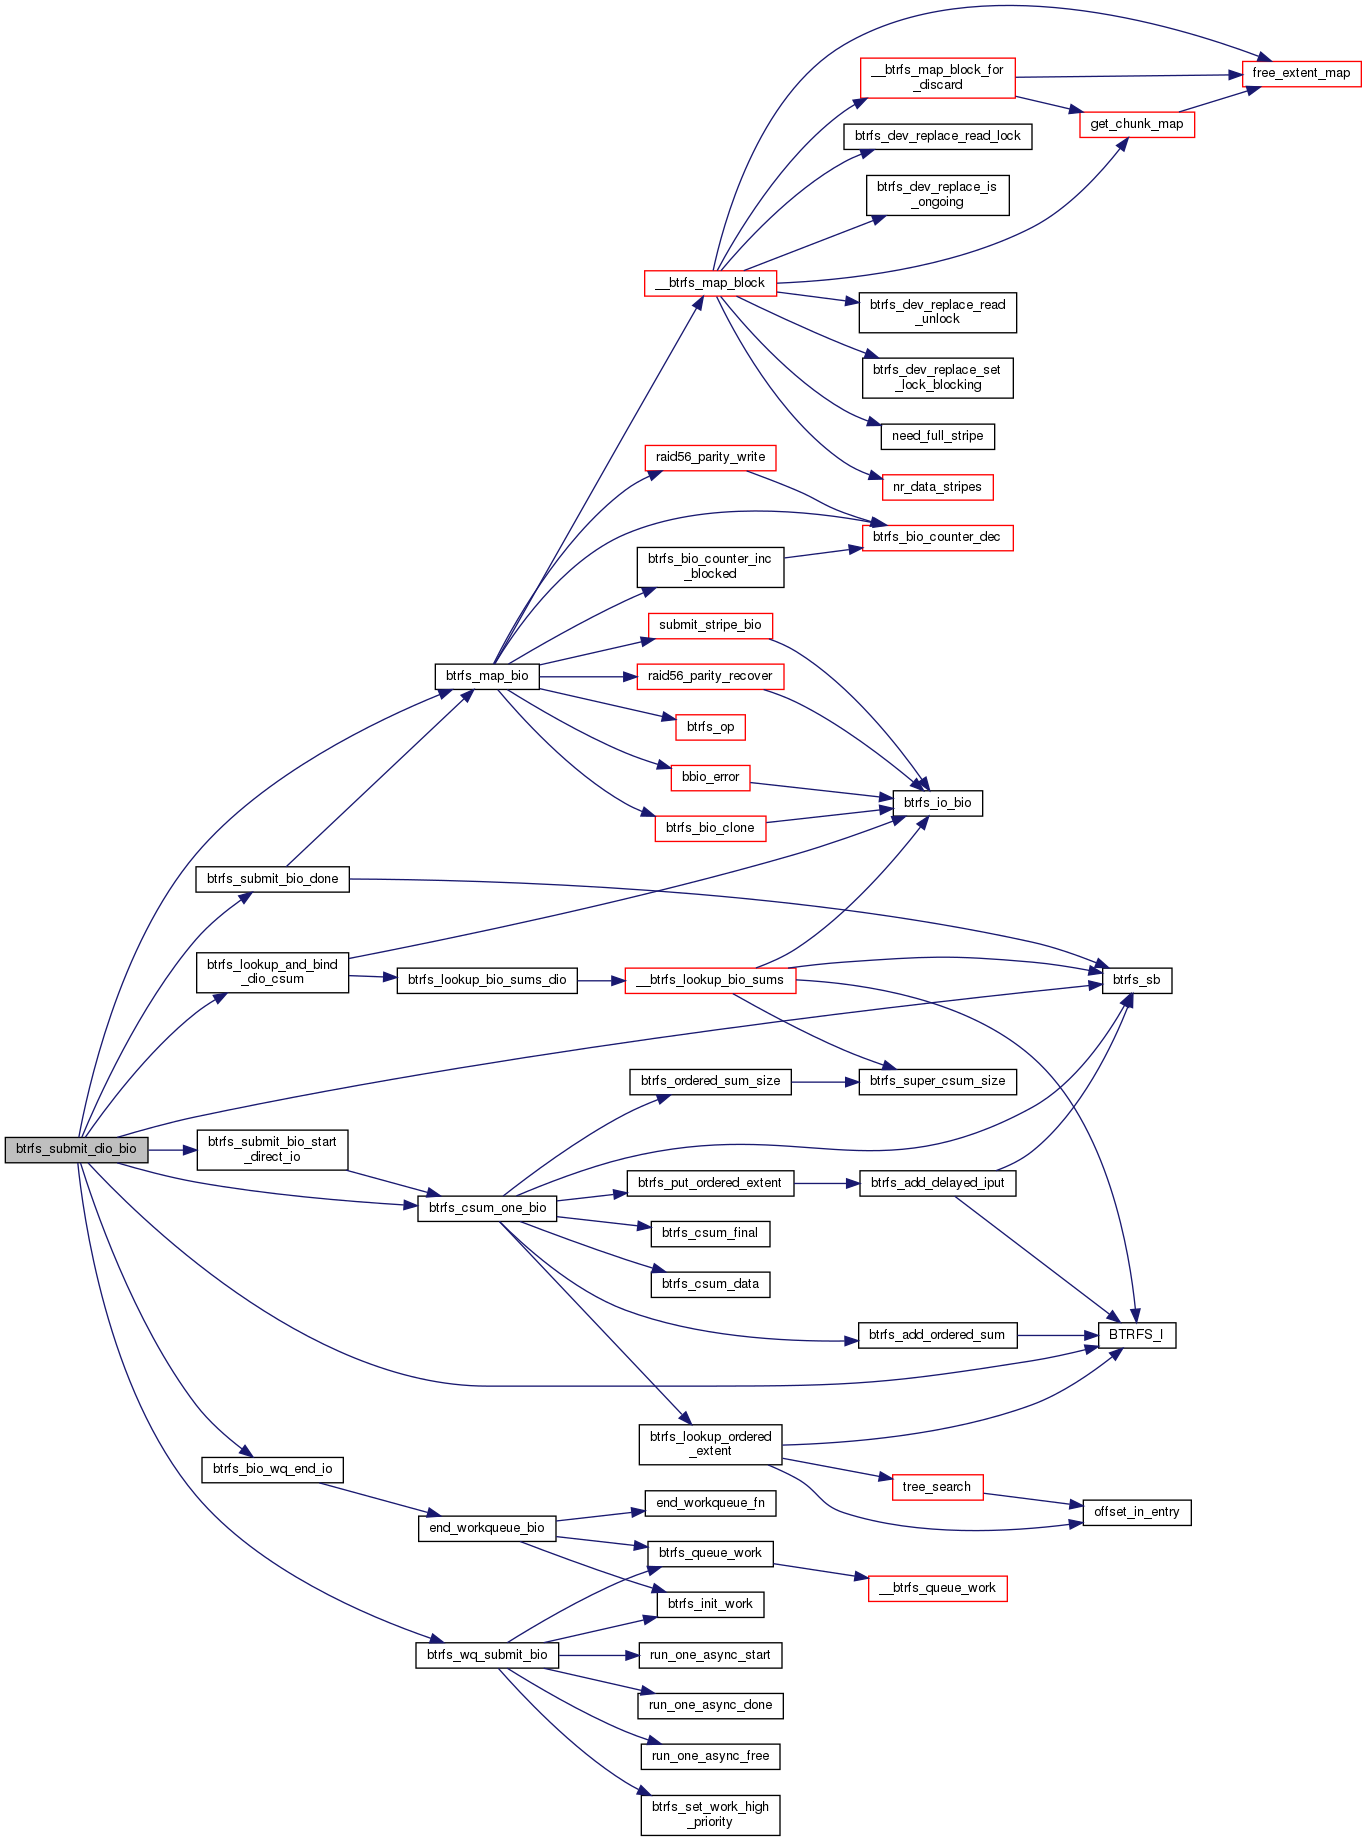 __btrfs_map_block_for
_discard
free_extent_map
get_chunk_map
btrfs_dev_replace_read_lock
btrfs_dev_replace_is
_ongoing
__btrfs_map_block
btrfs_dev_replace_read
_unlock
btrfs_dev_replace_set
_lock_blocking
need_full_stripe
raid56_parity_write
nr_data_stripes
btrfs_bio_counter_dec
btrfs_bio_counter_inc
_blocked
submit_stripe_bio
btrfs_map_bio
raid56_parity_recover
btrfs_op
bbio_error
btrfs_io_bio
btrfs_bio_clone
btrfs_submit_bio_done
btrfs_lookup_and_bind
_dio_csum
btrfs_lookup_bio_sums_dio
__btrfs_lookup_bio_sums
btrfs_sb
btrfs_ordered_sum_size
btrfs_super_csum_size
btrfs_submit_dio_bio
btrfs_submit_bio_start
_direct_io
btrfs_put_ordered_extent
btrfs_add_delayed_iput
btrfs_csum_one_bio
btrfs_csum_final
btrfs_csum_data
btrfs_add_ordered_sum
BTRFS_I
btrfs_lookup_ordered
_extent
btrfs_bio_wq_end_io
tree_search
end_workqueue_fn
offset_in_entry
end_workqueue_bio
btrfs_queue_work
__btrfs_queue_work
btrfs_init_work
btrfs_wq_submit_bio
run_one_async_start
run_one_async_done
run_one_async_free
btrfs_set_work_high
_priority